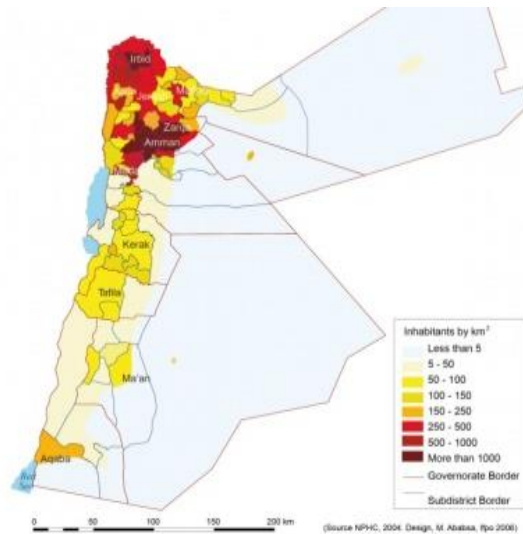 Irbid
Zarqa
Amman
Kerak
Tafila
Ma'an
Aqaba
Inhabitants by km²
Less than 5
5 - 50
50 - 100
100 - 150
150 - 250
250 - 500
500 - 1000
More than 1000
Governorate Border
Subdistrict Border
0 50 100 150 200 km
(Source NPHC, 2004. Design, M. Ababsa, Ifpo 2006)